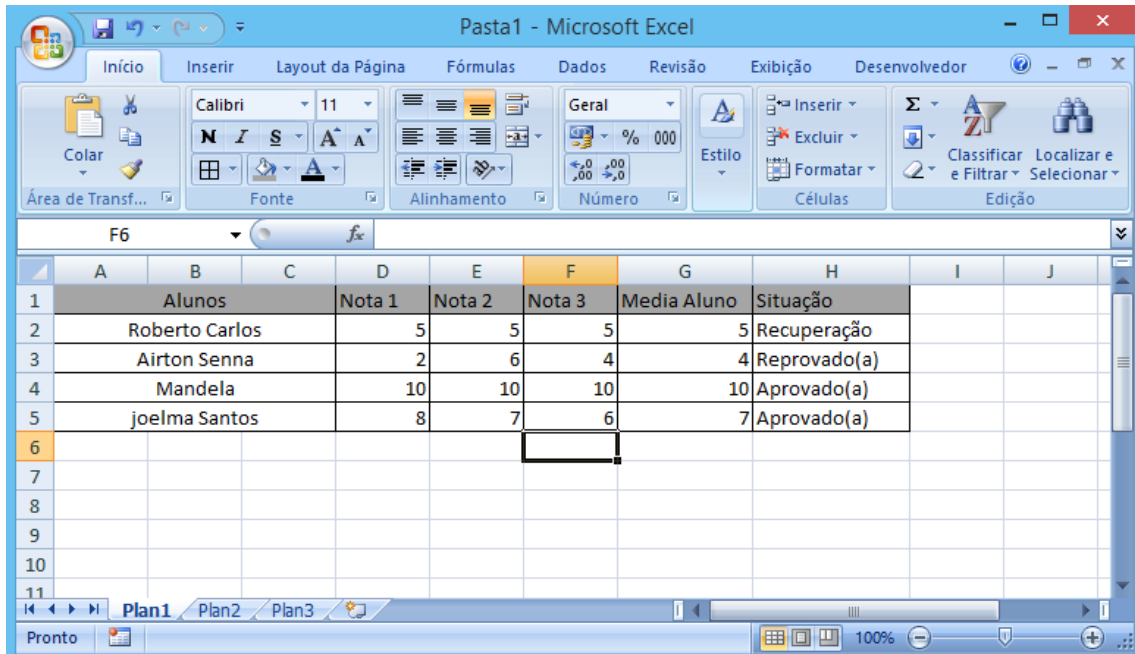 Pasta1 - Microsoft Excel
Início Inserir Layout da Página Fórmulas Dados Revisão Exibição Desenvolvedor
Colar
Área de Transf...
Calibri 11
N I S A A
A
Fonte
Alinhamento
Geral
% 000
,0 ,00
,00 ,0
Número
Estilo
Inserir
Excluir
Formatar
Células
Σ
Classificar e Filtrar
Localizar e Selecionar
Edição
F6 fx
A B C D E F G H I J
1 Alunos Nota 1 Nota 2 Nota 3 Media Aluno Situação
2 Roberto Carlos 5 5 5 5 Recuperação
3 Airton Senna 2 6 4 4 Reprovado(a)
4 Mandela 10 10 10 10 Aprovado(a)
5 joelma Santos 8 7 6 7 Aprovado(a)
6
7
8
9
10
11
Plan1 Plan2 Plan3
Pronto 100%